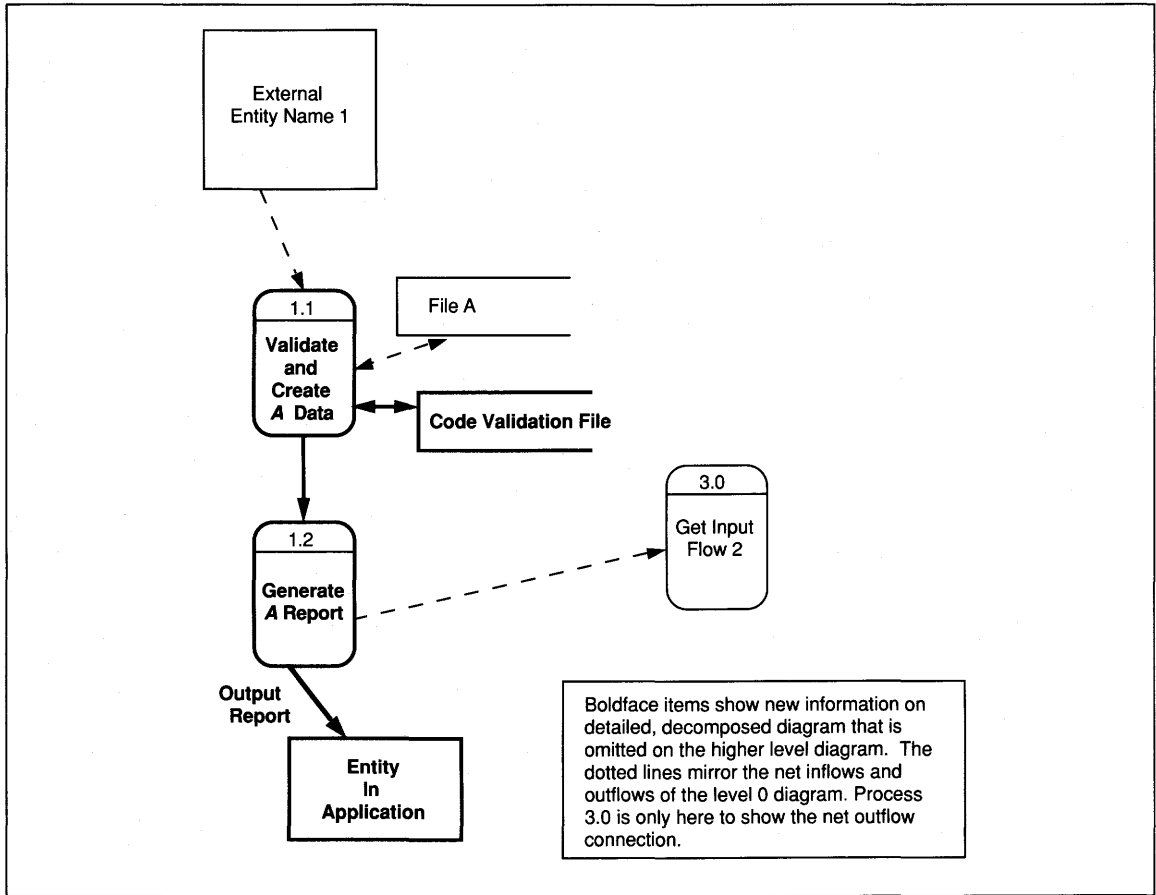 External
Entity Name 1
1.1
Validate
and
Create
A Data
File A
Code Validation File
3.0
Get Input
Flow 2
1.2
Generate
A Report
Output
Report
Entity
In
Application
Boldface items show new information on
detailed, decomposed diagram that is
omitted on the higher level diagram. The
dotted lines mirror the net inflows and
outflows of the level 0 diagram. Process
3.0 is only here to show the net outflow
connection.